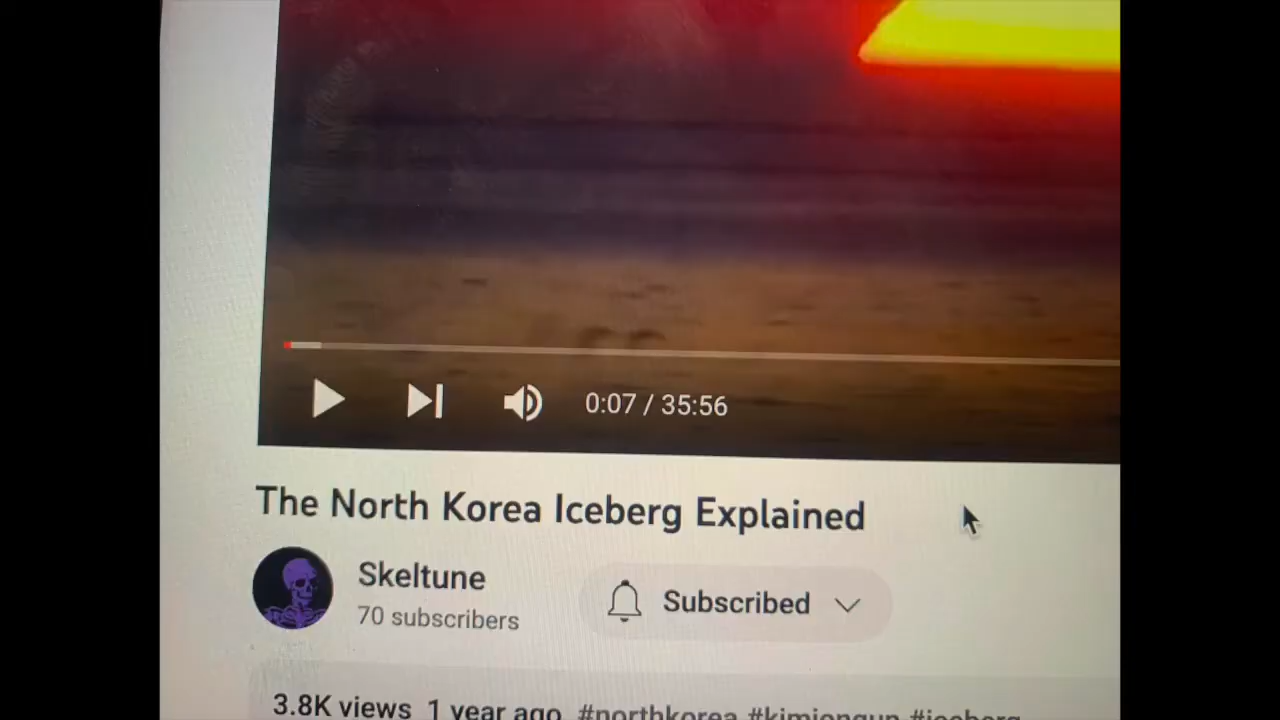 0:07 / 35:56
The North Korea Iceberg Explained
Skeltune
70 subscribers
Subscribed
3.8K views 1 year ago #northkorea #kimjongun #iceberg